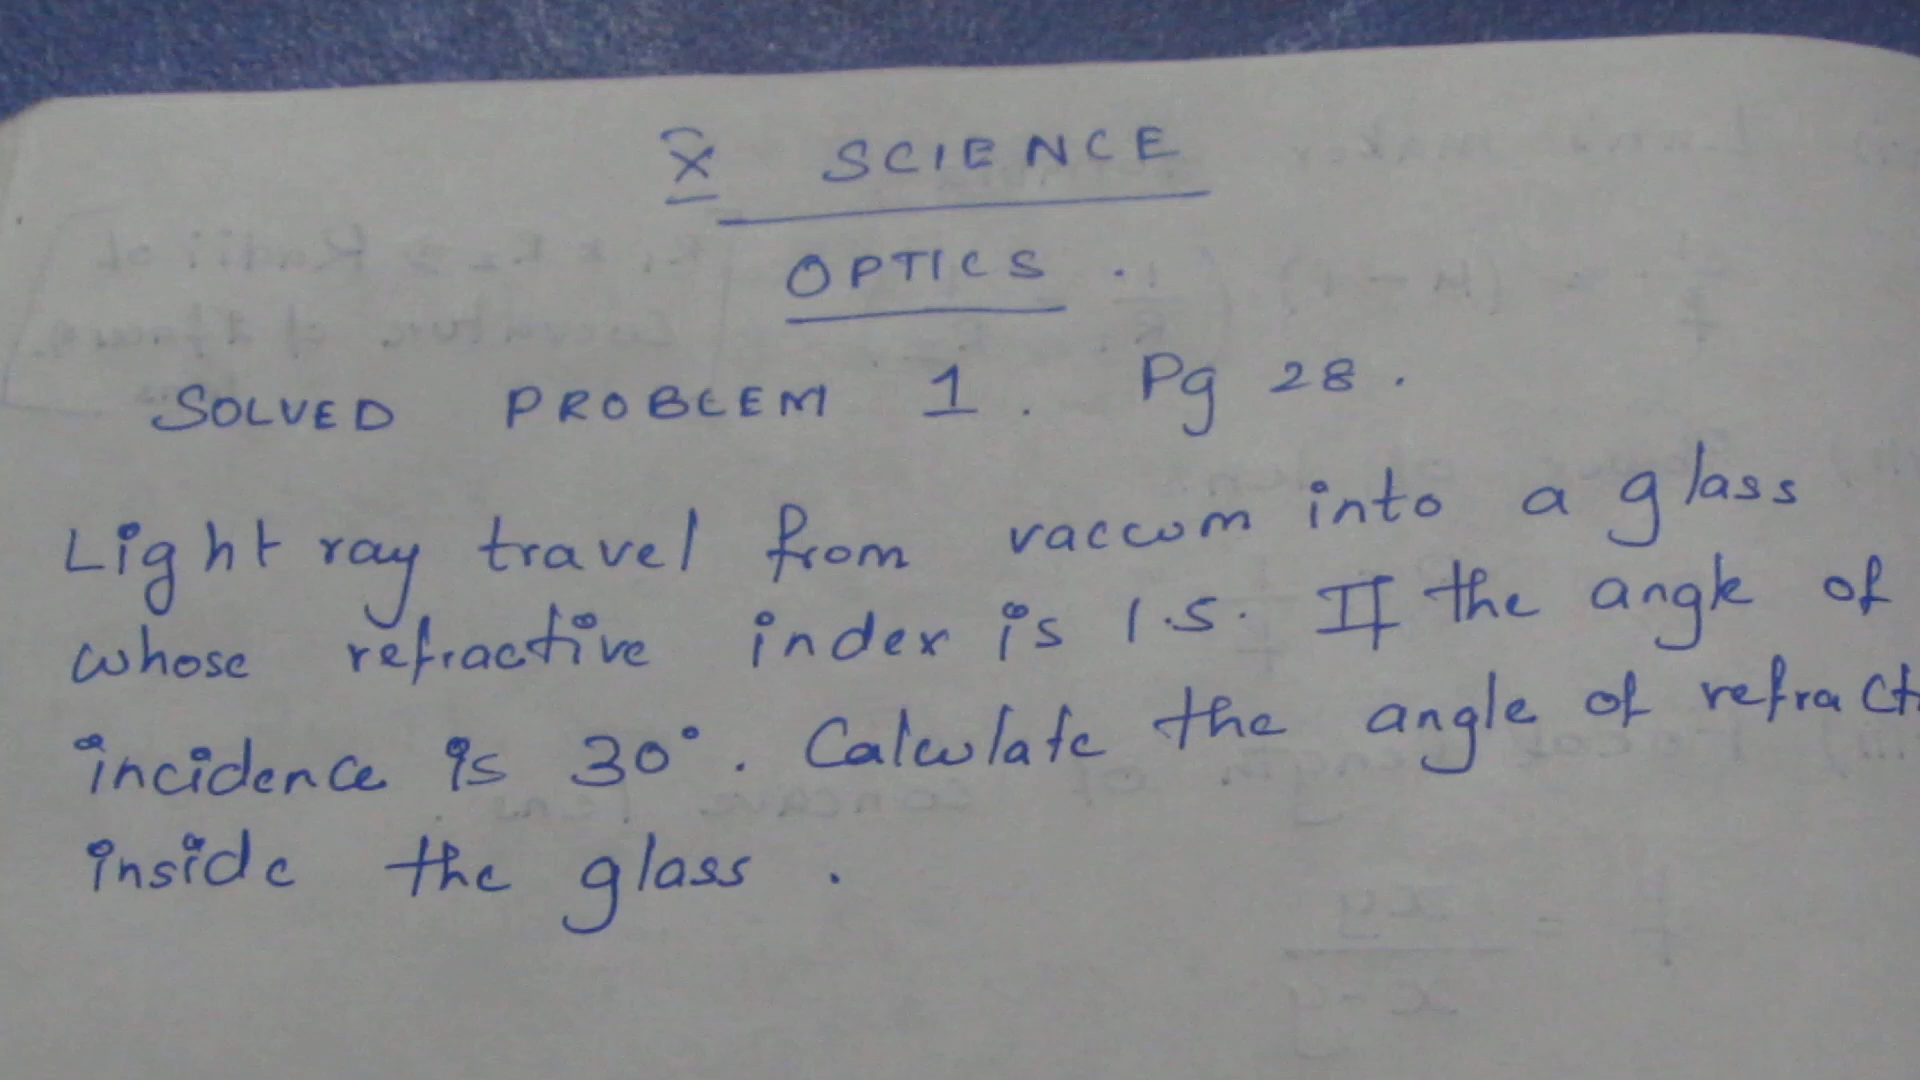 X SCIENCE
OPTICS.
SOLVED PROBLEM 1. Pg 28.
Light ray travel from vaccum into a glass
whose refractive index is 1.5. If the angle of
incidence is 30°. Calculate the angle of refract
inside the glass.